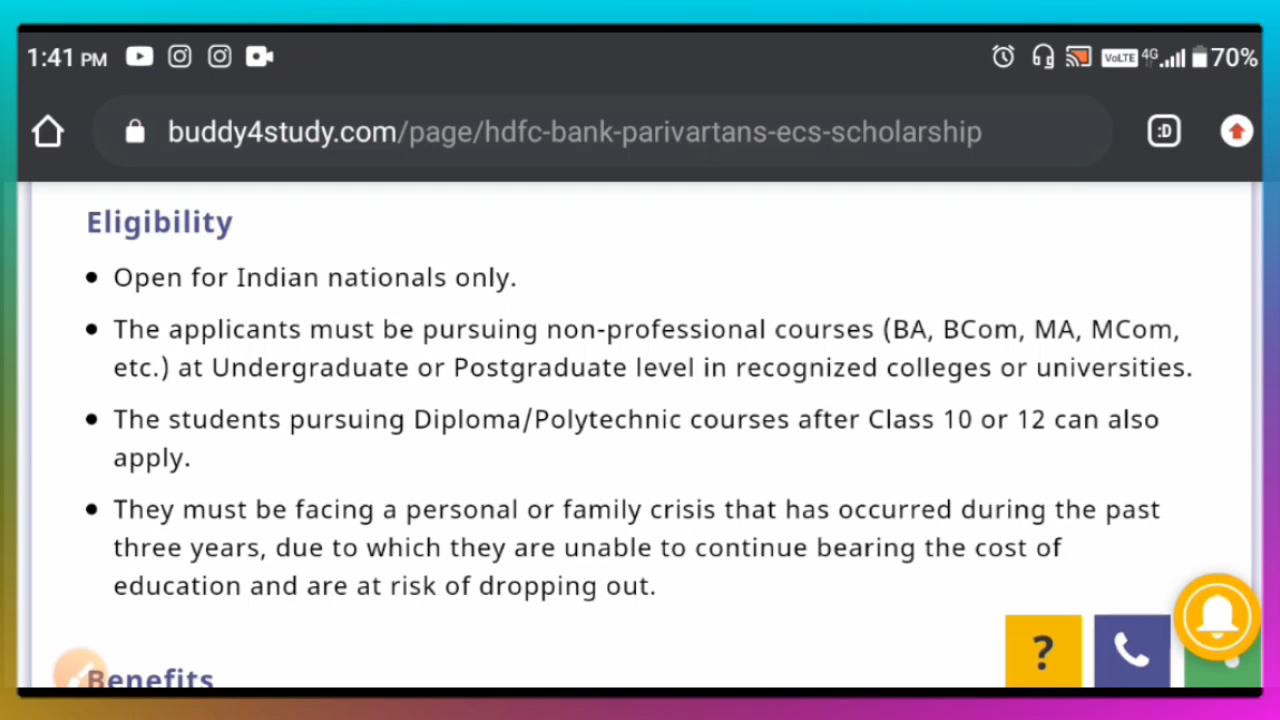 1:41 PM VoLTE 4G 70%
buddy4study.com/page/hdfc-bank-parivartans-ecs-scholarship :D
Eligibility
• Open for Indian nationals only.
• The applicants must be pursuing non-professional courses (BA, BCom, MA, MCom,
etc.) at Undergraduate or Postgraduate level in recognized colleges or universities.
• The students pursuing Diploma/Polytechnic courses after Class 10 or 12 can also
apply.
• They must be facing a personal or family crisis that has occurred during the past
three years, due to which they are unable to continue bearing the cost of
education and are at risk of dropping out.
?
Benefits